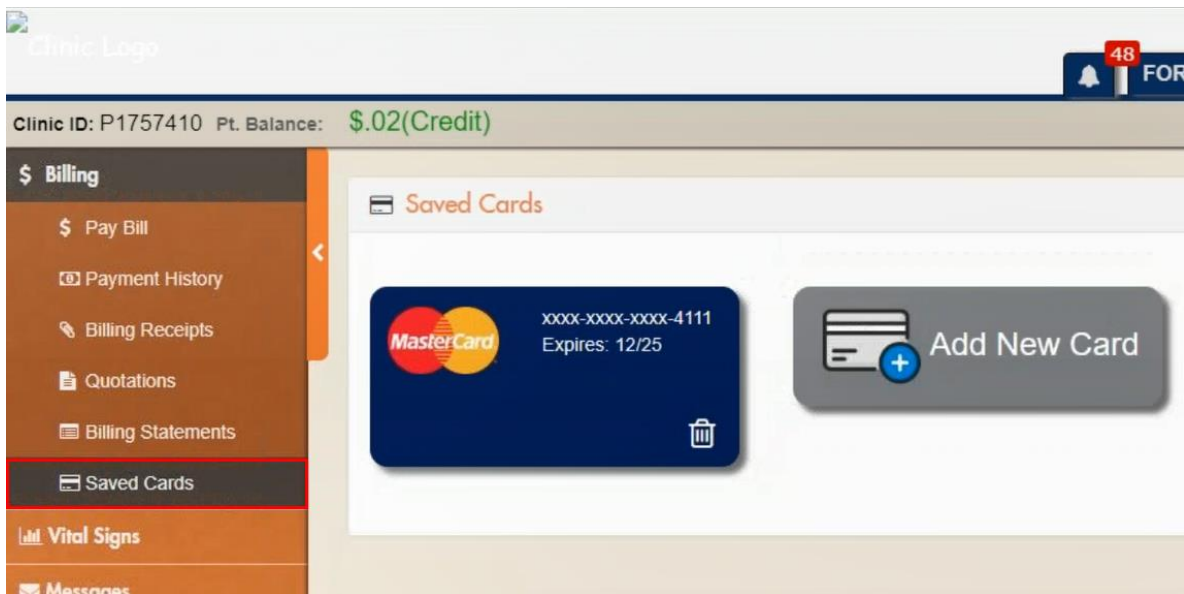 Clinic Logo
48
FOR
Clinic ID: P1757410 Pt. Balance: $.02(Credit)
$ Billing
$ Pay Bill
Payment History
Billing Receipts
Quotations
Billing Statements
Saved Cards
Vital Signs
Messages
Saved Cards
MasterCard
xxxx-xxxx-xxxx-4111
Expires: 12/25
Add New Card